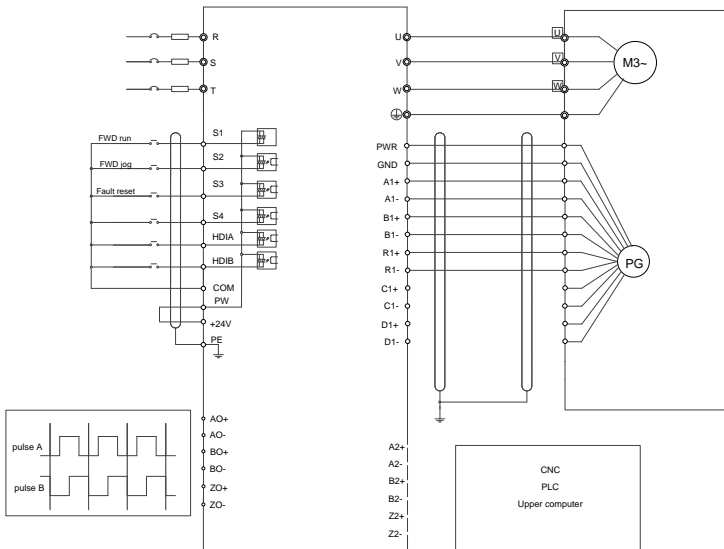 R
S
T
U
V
W
U
V
W
M3~
FWD run
S1
FWD jog
S2
Fault reset
S3
S4
HDIA
HDIB
COM
PW
+24V
PE
PWR
GND
A1+
A1-
B1+
B1-
R1+
R1-
C1+
C1-
D1+
D1-
PG
pulse A
pulse B
AO+
AO-
BO+
BO-
ZO+
ZO-
A2+
A2-
B2+
B2-
Z2+
Z2-
CNC
PLC
Upper computer